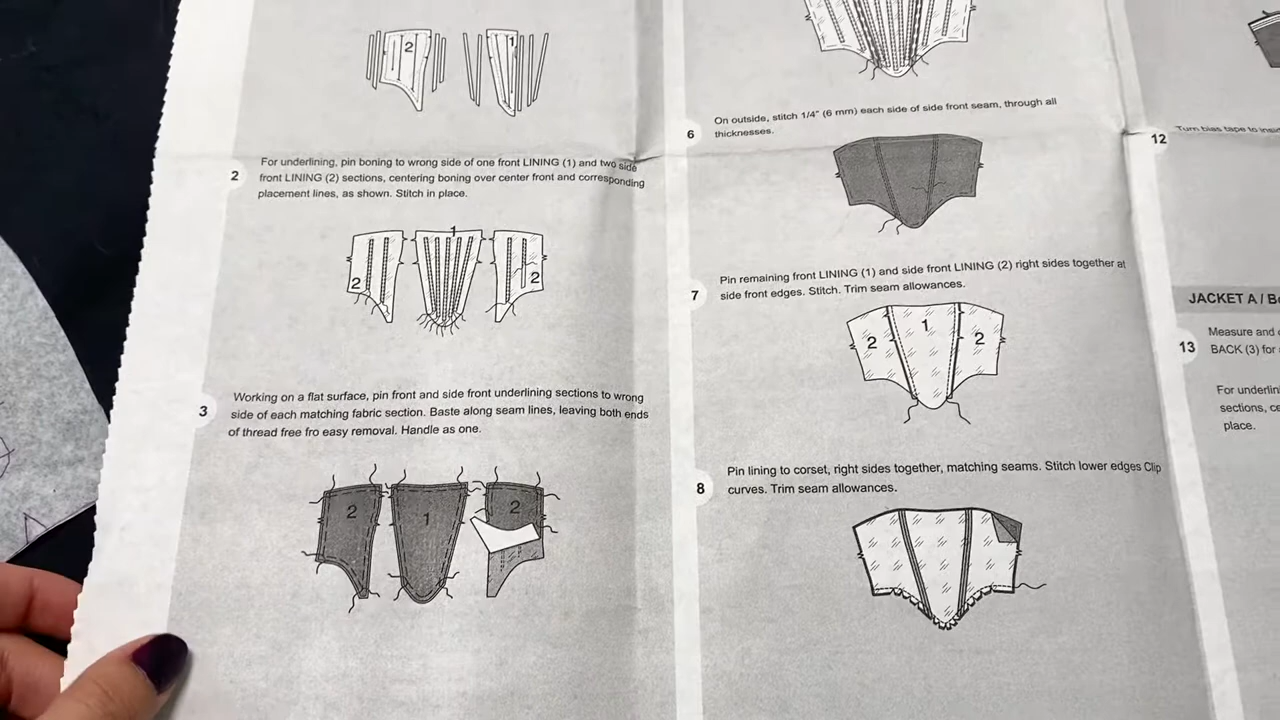 2
1
2
For underlining, pin boning to wrong side of one front LINING (1) and two side
front LINING (2) sections, centering boning over center front and corresponding
placement lines, as shown. Stitch in place.
2
1
2
3
Working on a flat surface, pin front and side front underlining sections to wrong
side of each matching fabric section. Baste along seam lines, leaving both ends
of thread free fro easy removal. Handle as one.
2
1
2
6
On outside, stitch 1/4" (6 mm) each side of side front seam, through all
thicknesses.
7
Pin remaining front LINING (1) and side front LINING (2) right sides together at
side front edges. Stitch. Trim seam allowances.
2
1
2
8
Pin lining to corset, right sides together, matching seams. Stitch lower edges Clip
curves. Trim seam allowances.
12
Turn bias tape to
JACKET A / B
13
Measure and
BACK (3) for
For
sections,
place.